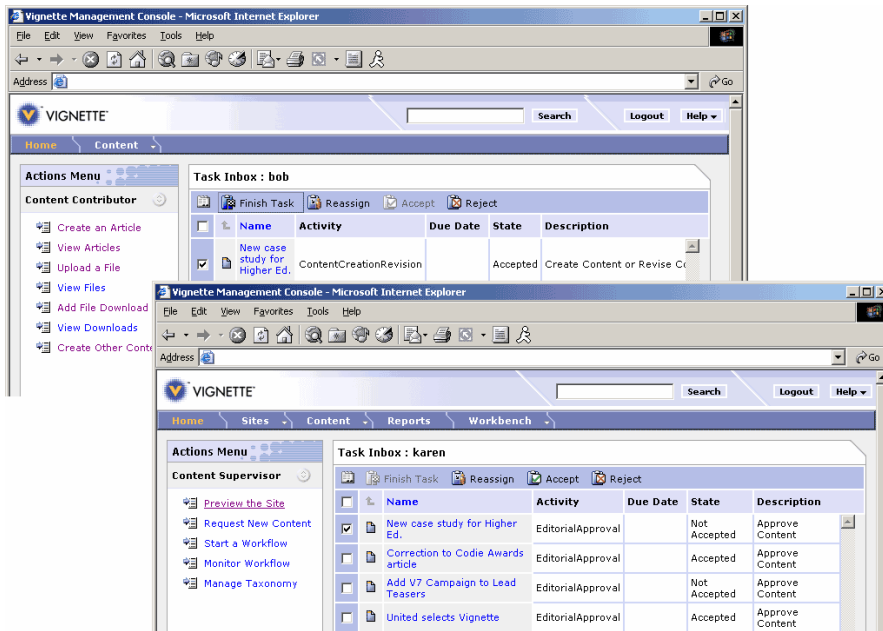 Vignette Management Console - Microsoft Internet Explorer
File Edit View Favorites Tools Help
Address Go
VIGNETTE Search Logout Help
Home Content
Actions Menu
Content Contributor
Create an Article
View Articles
Upload a File
View Files
Add File Download
View Downloads
Create Other Conte
Task Inbox : bob
Finish Task Reassign Accept Reject
Name Activity Due Date State Description
New case
study for ContentCreationRevision Accepted Create Content or Revise Co
Higher Ed.
Vignette Management Console - Microsoft Internet Explorer
File Edit View Favorites Tools Help
Address Go
VIGNETTE Search Logout Help
Home Sites Content Reports Workbench
Actions Menu
Content Supervisor
Preview the Site
Request New Content
Start a Workflow
Monitor Workflow
Manage Taxonomy
Task Inbox : karen
Finish Task Reassign Accept Reject
Name Activity Due Date State Description
New case study for Higher EditorialApproval Not Approve
Ed. Accepted Content
Correction to Codie Awards EditorialApproval Accepted Approve
article Content
Add V7 Campaign to Lead EditorialApproval Not Approve
Teasers Accepted Content
United selects Vignette EditorialApproval Accepted Approve
Content